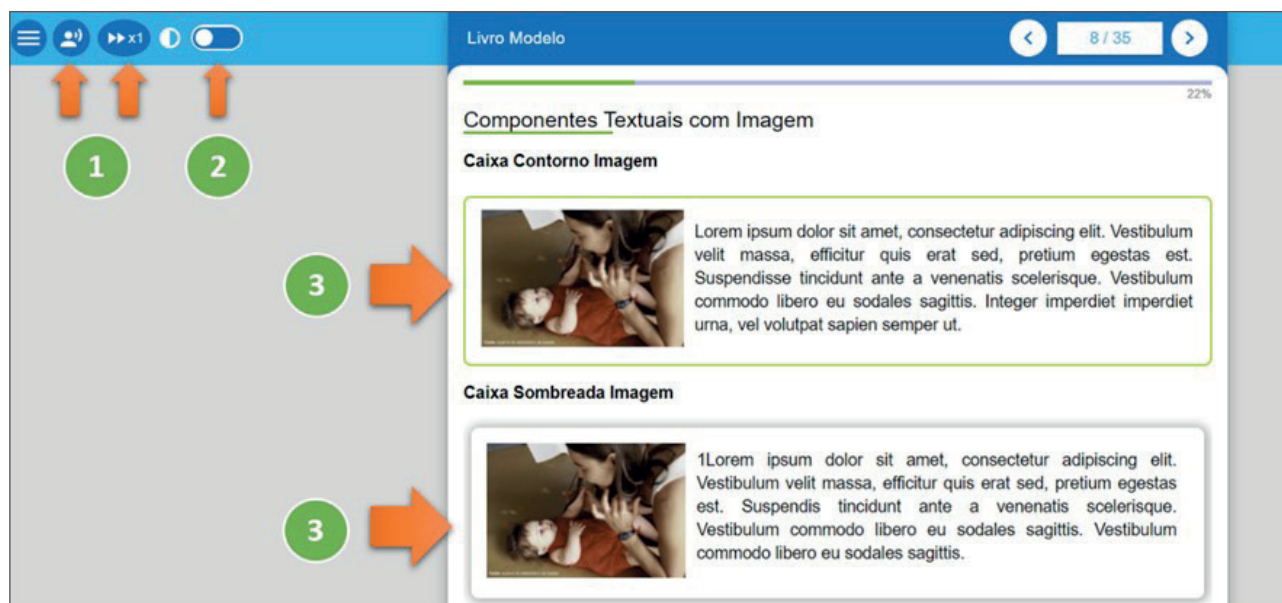 x1
Livro Modelo
8 / 35
22%
1
2
Componentes Textuais com Imagem
Caixa Contorno Imagem
3
Lorem ipsum dolor sit amet, consectetur adipiscing elit. Vestibulum
velit massa, efficitur quis erat sed, pretium egestas est.
Suspendisse tincidunt ante a venenatis scelerisque. Vestibulum
commodo libero eu sodales sagittis. Integer imperdiet imperdiet
urna, vel volutpat sapien semper ut.
Caixa Sombreada Imagem
3
1Lorem ipsum dolor sit amet, consectetur adipiscing elit.
Vestibulum velit massa, efficitur quis erat sed, pretium egestas
est. Suspendis tincidunt ante a venenatis scelerisque.
Vestibulum commodo libero eu sodales sagittis. Vestibulum
commodo libero eu sodales sagittis.